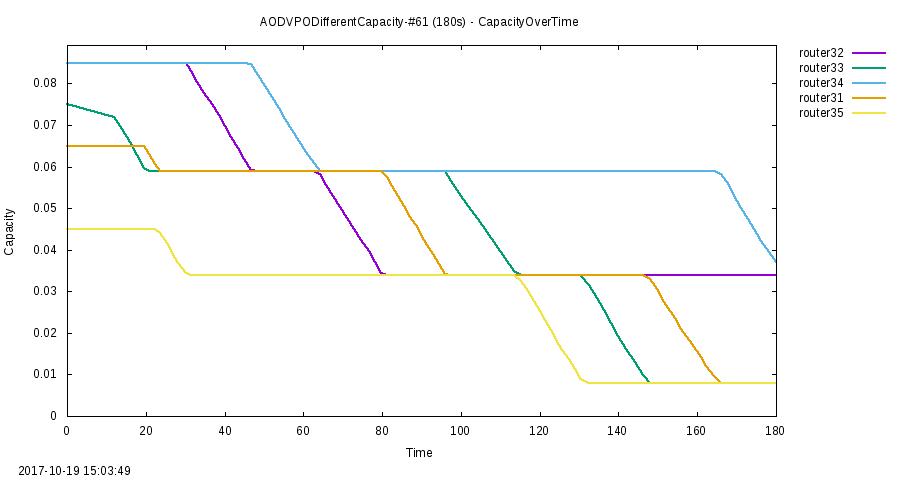 AODVPODifferentCapacity-#61 (180s) - CapacityOverTime
router32
router33
router34
router31
router35
0.08
0.07
0.06
0.05
0.04
0.03
0.02
0.01
0
Capacity
0 20 40 60 80 100 120 140 160 180
Time
2017-10-19 15:03:49